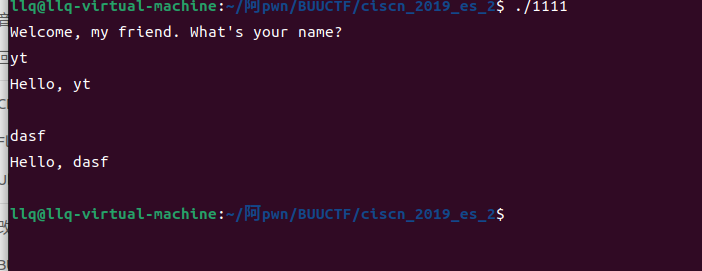 llq@llq-virtual-machine:~/阿pwn/BUUCTF/ciscn_2019_es_2$ ./1111
Welcome, my friend. What's your name?
yt
Hello, yt
dasf
Hello, dasf
llq@llq-virtual-machine:~/阿pwn/BUUCTF/ciscn_2019_es_2$